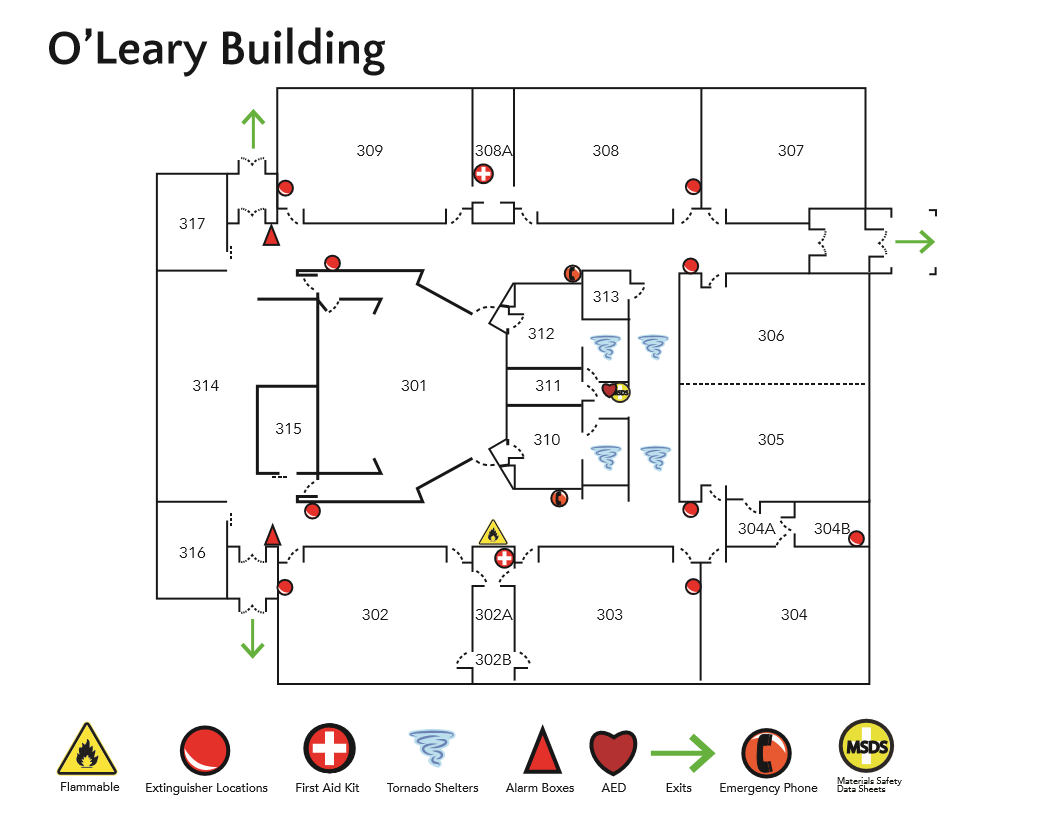 O’Leary Building
309
308A
308
307
317
313
312
306
314
301
311
MSDS
315
310
305
316
304A
304B
302
302A
303
304
302B
MSDS
Flammable
Extinguisher Locations
First Aid Kit
Tornado Shelters
Alarm Boxes
AED
Exits
Emergency Phone
Materials Safety
Data Sheets